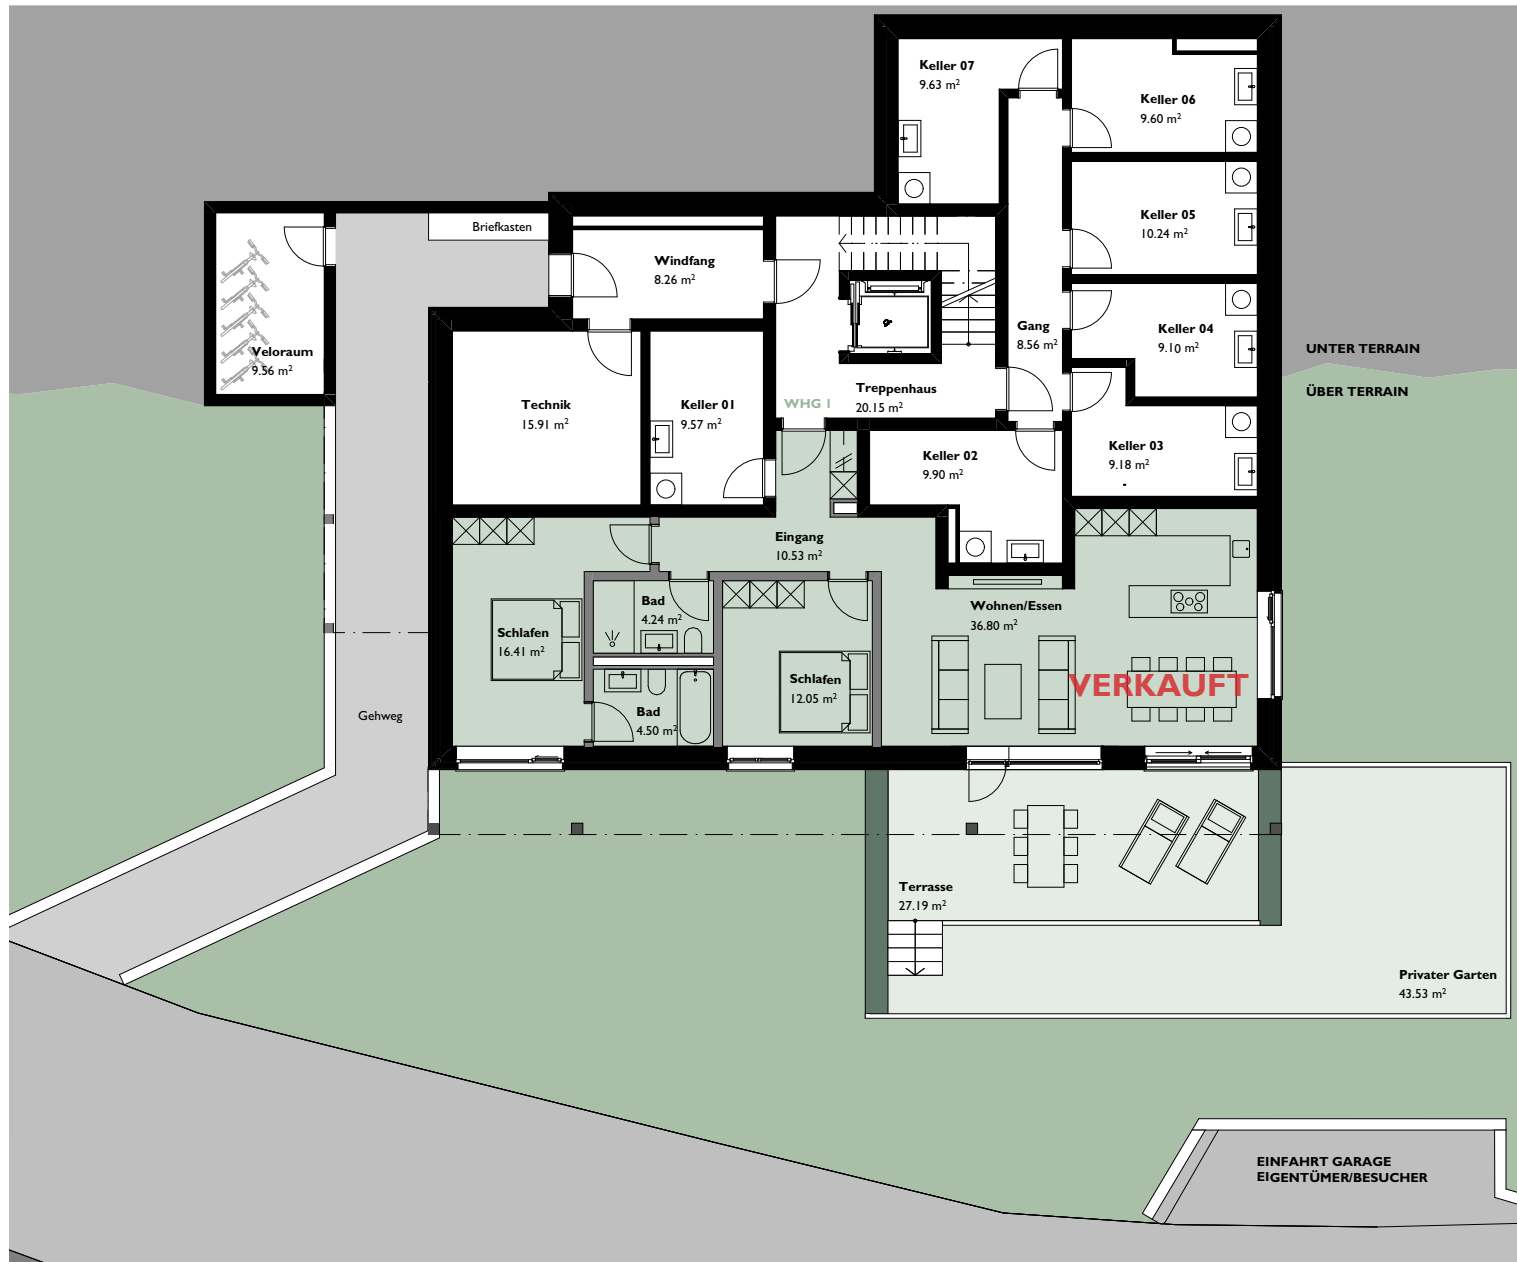 Keller 07
9.63 m²
Keller 06
9.60 m²
Keller 05
10.24 m²
Briefkasten
Windfang
8.26 m²
Keller 04
9.10 m²
Gang
8.56 m²
UNTER TERRAIN
Veloraum
9.56 m²
ÜBER TERRAIN
Treppenhaus
20.15 m²
WHG 1
Technik
15.91 m²
Keller 01
9.57 m²
Keller 03
9.18 m²
Keller 02
9.90 m²
Eingang
10.53 m²
Bad
4.24 m²
Wohnen/Essen
36.80 m²
Schlafen
16.41 m²
Schlafen
12.05 m²
VERKAUFT
Bad
4.50 m²
Gehweg
Terrasse
27.19 m²
Privater Garten
43.53 m²
EINFAHRT GARAGE
EIGENTÜMER/BESUCHER